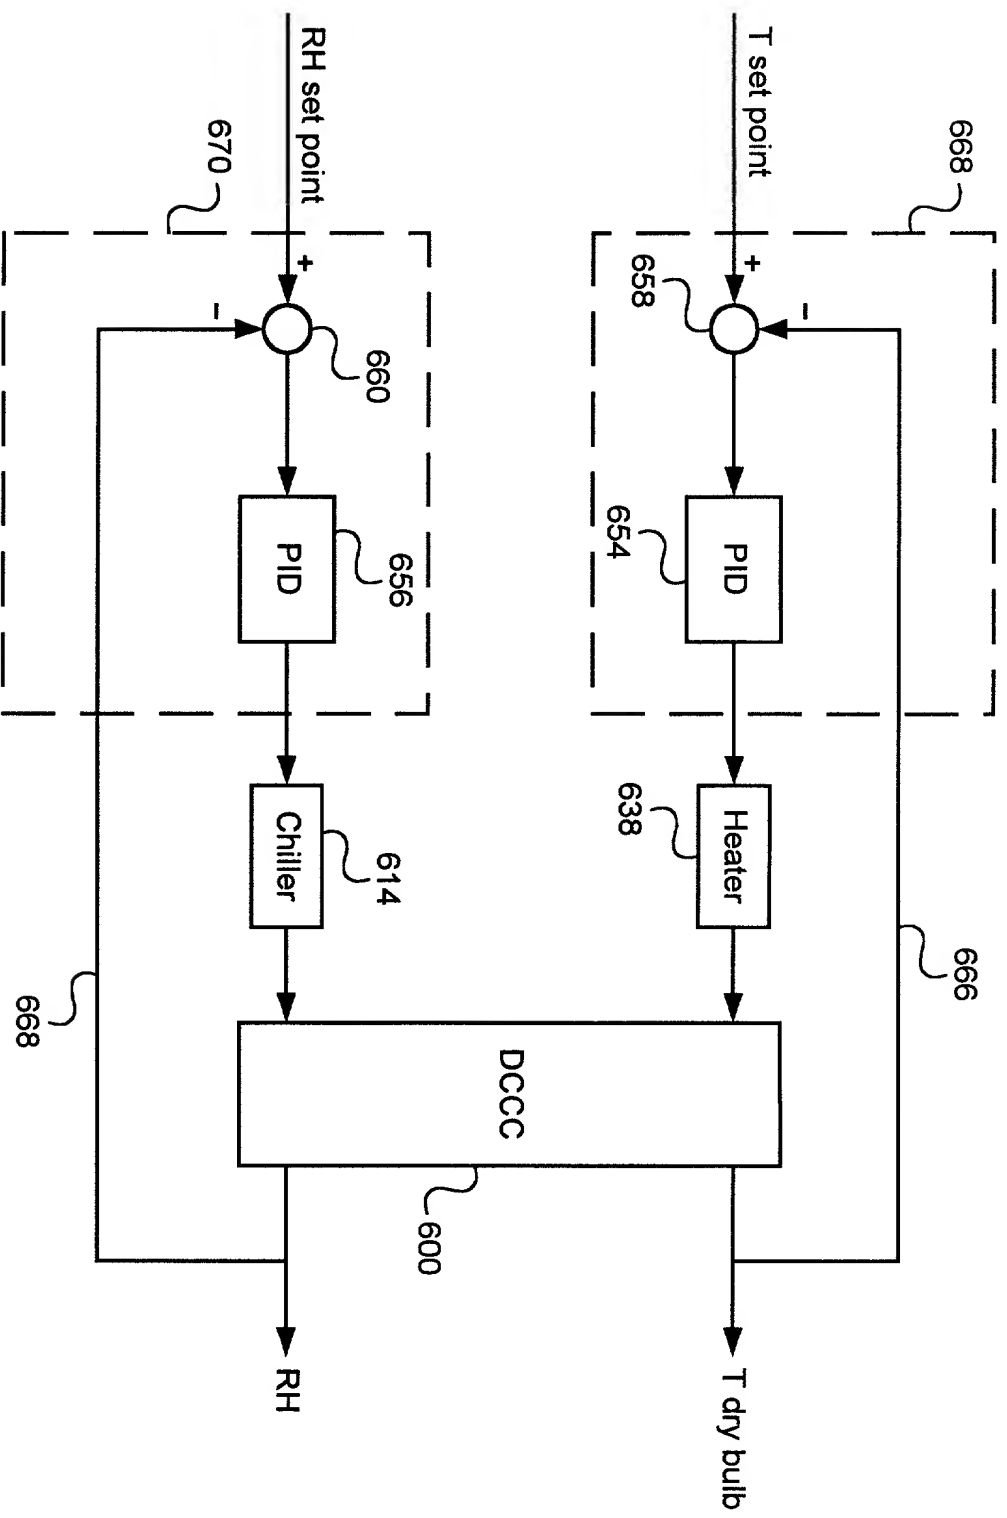 668
T set point
+
-
658
PID
654
Heater
638
666
DCCC
600
T dry bulb
RH set point
+
-
660
PID
656
Chiller
614
668
RH
670